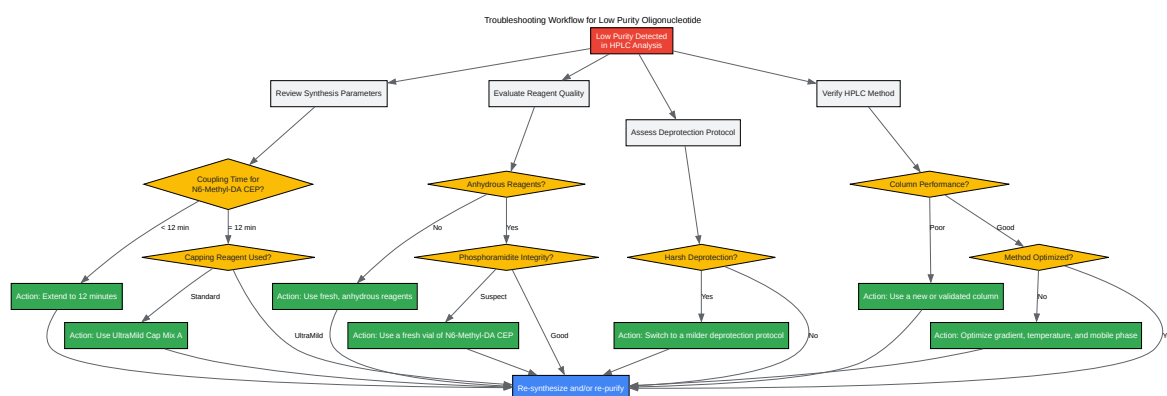 Troubleshooting Workflow for Low Purity Oligonucleotide
Low Purity Detected
in HPLC Analysis
Review Synthesis Parameters
Evaluate Reagent Quality
Verify HPLC Method
Assess Deprotection Protocol
Coupling Time for
N6-Methyl-DA CEP?
Anhydrous Reagents?
Column Performance?
< 12 min
= 12 min
No
Yes
Poor
Good
Capping Reagent Used?
Phosphoramidite Integrity?
Harsh Deprotection?
Method Optimized?
Action: Extend to 12 minutes
Standard
Action: Use fresh, anhydrous reagents
Suspect
Yes
Action: Use a new or validated column
No
Action: Use UltraMild Cap Mix A
UltraMild
Action: Use a fresh vial of N6-Methyl-DA CEP
Good
Action: Switch to a milder deprotection protocol
No
Action: Optimize gradient, temperature, and mobile phase
Re-synthesize and/or re-purify